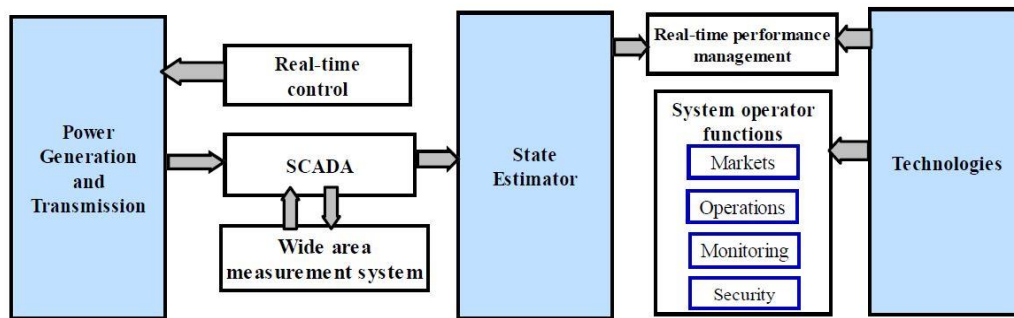 Power
Generation
and
Transmission
Real-time
control
SCADA
Wide area
measurement system
State
Estimator
Real-time performance
management
System operator
functions
Markets
Operations
Monitoring
Security
Technologies